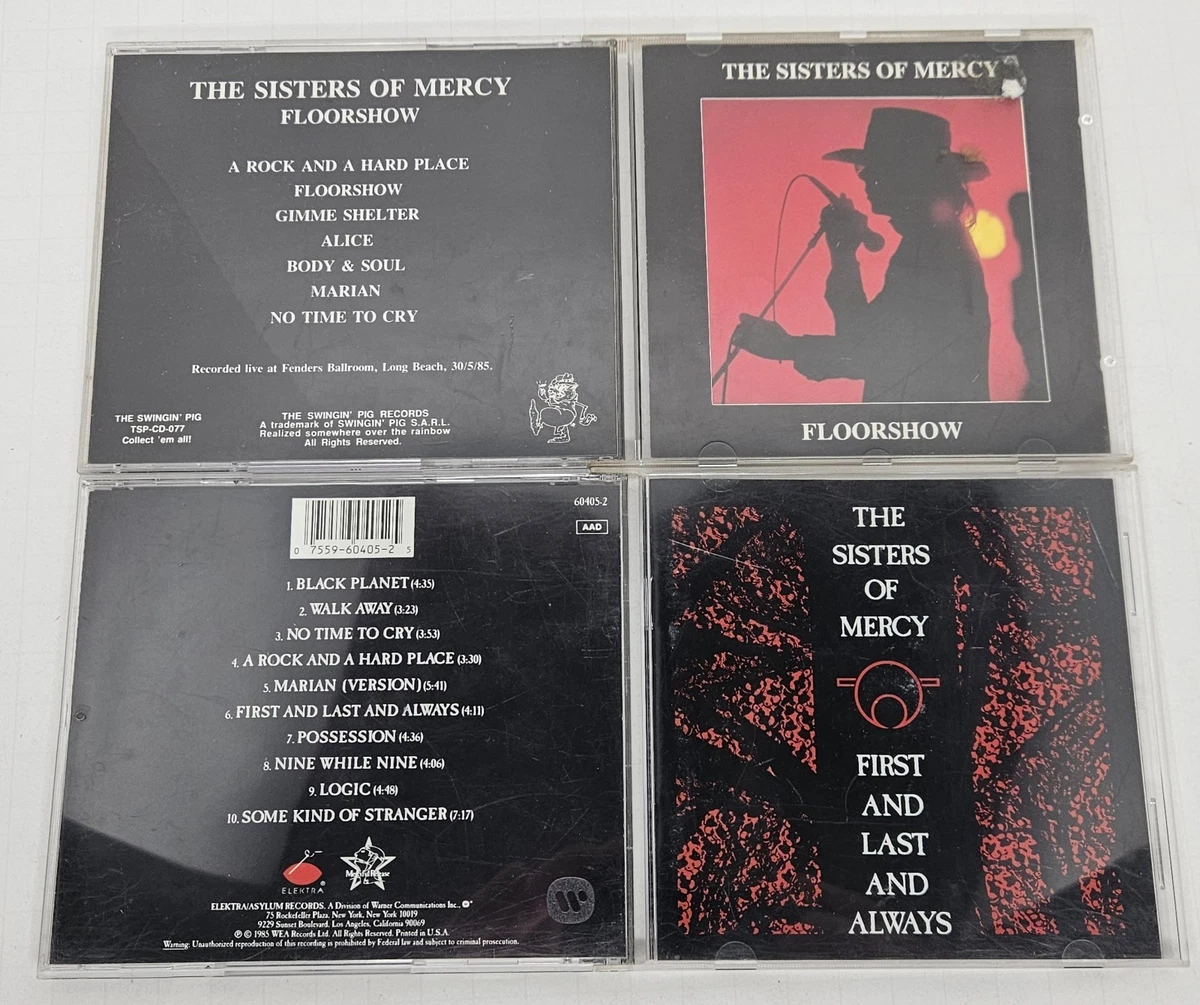 THE SISTERS OF MERCY
FLOORSHOW
A ROCK AND A HARD PLACE
FLOORSHOW
GIMME SHELTER
ALICE
BODY & SOUL
MARIAN
NO TIME TO CRY
Recorded live at Fenders Ballroom, Long Beach, 30/5/85.
THE SWINGIN' PIG
TSP-CD-077
Collect 'em all!
THE SWINGIN' PIG RECORDS
A trademark of SWINGIN' PIG S.A.R.L.
Realized somewhere over the rainbow
All Rights Reserved.
THE SISTERS OF MERCY
FLOORSHOW
60405-2
AAD
0 7559-60405-2 5
1. BLACK PLANET (4:35)
2. WALK AWAY (3:23)
3. NO TIME TO CRY (3:53)
4. A ROCK AND A HARD PLACE (3:30)
5. MARIAN (VERSION) (5:41)
6. FIRST AND LAST AND ALWAYS (4:11)
7. POSSESSION (4:36)
8. NINE WHILE NINE (4:06)
9. LOGIC (4:48)
10. SOME KIND OF STRANGER (7:17)
ELEKTRA®
Merciful Release
ELEKTRA/ASYLUM RECORDS. A Division of Warner Communications Inc.,
75 Rockefeller Plaza, New York, New York 10019
9229 Sunset Boulevard, Los Angeles, California 90069
℗ © 1985 WEA Records Ltd. All Rights Reserved. Printed in U.S.A.
Warning: Unauthorized reproduction of this recording is prohibited by Federal law and subject to criminal prosecution.
THE
SISTERS
OF
MERCY
FIRST
AND
LAST
AND
ALWAYS